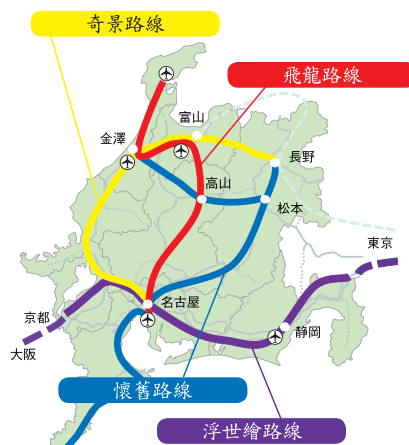 奇景路線
飛龍路線
富山
金澤
長野
高山
松本
東京
名古屋
京都
靜岡
大阪
懷舊路線
浮世繪路線